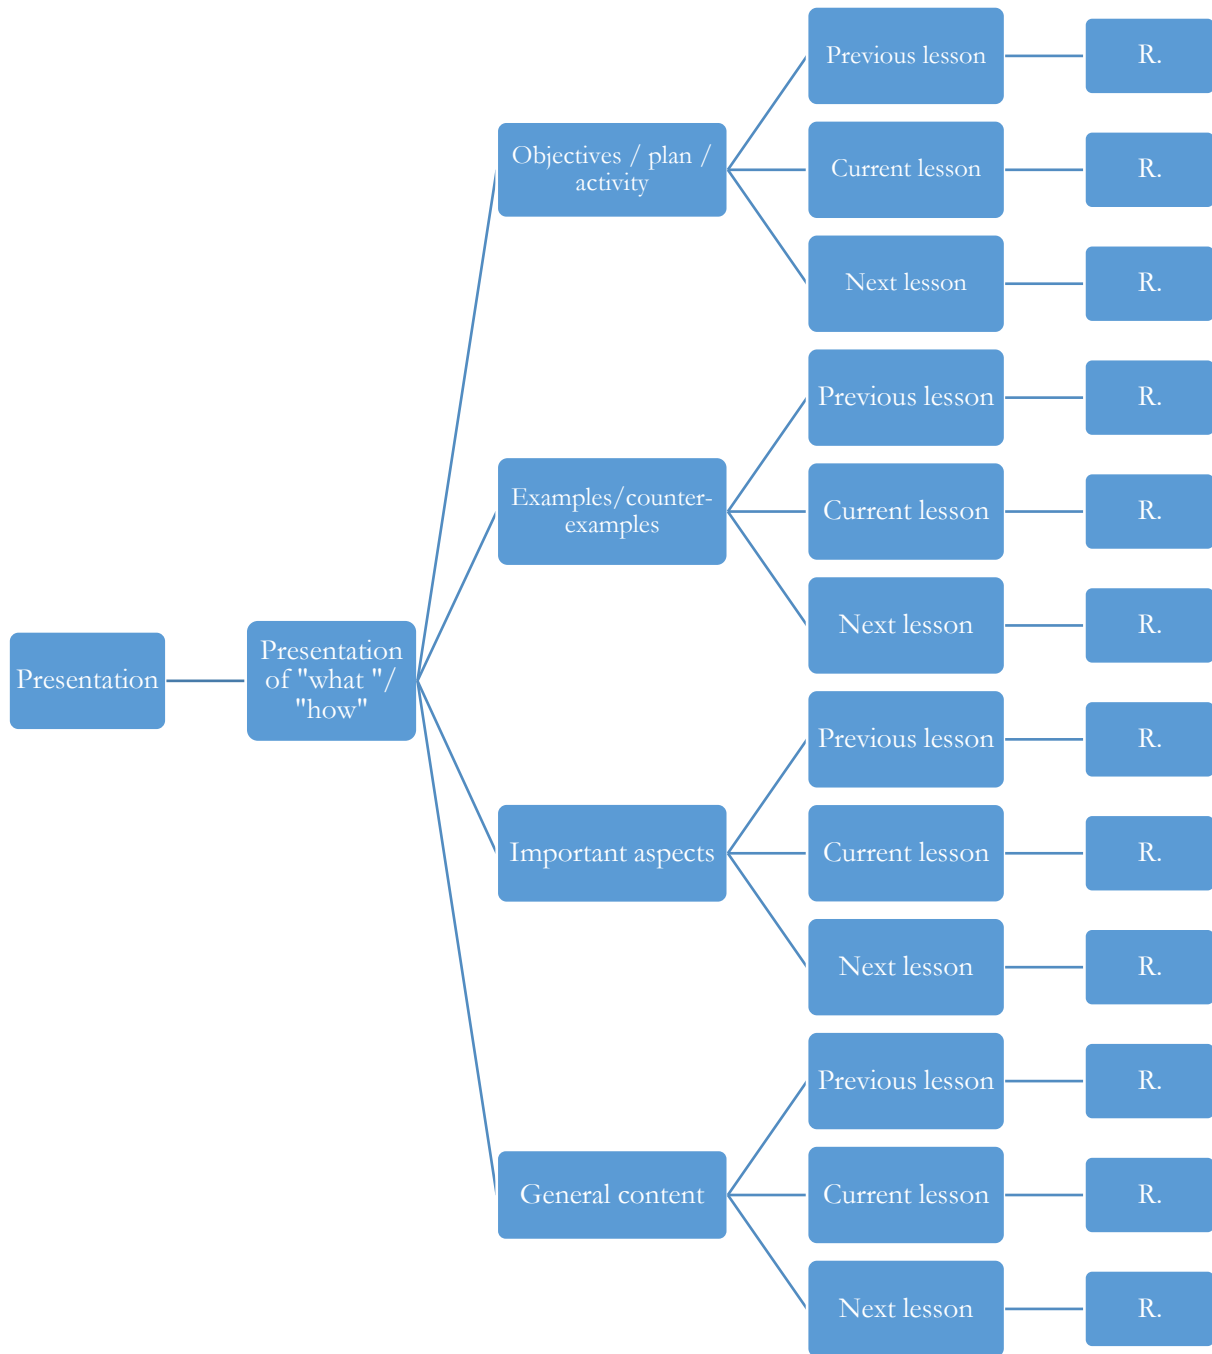 Previous lesson
R.
Objectives / plan /
activity
Current lesson
R.
Next lesson
R.
Previous lesson
R.
Examples/counter-
examples
Current lesson
R.
Next lesson
R.
Presentation
Presentation
of "what "/
"how"
Previous lesson
R.
Important aspects
Current lesson
R.
Next lesson
R.
Previous lesson
R.
General content
Current lesson
R.
Next lesson
R.